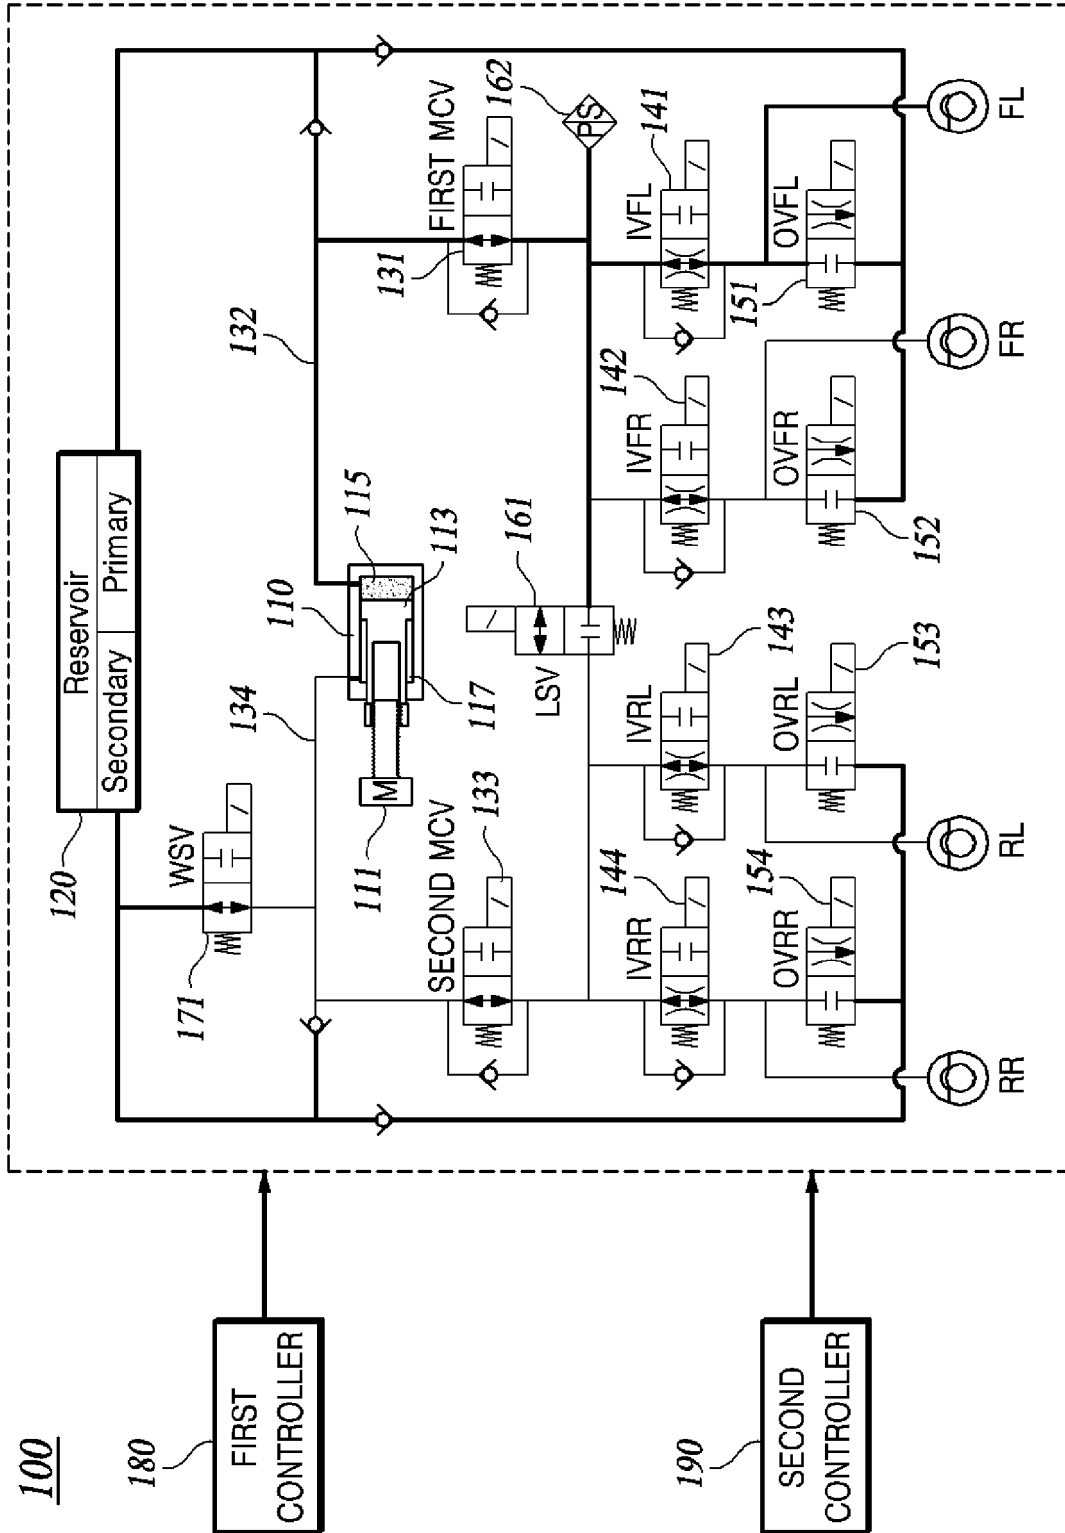 100
180
FIRST
CONTROLLER
190
SECOND
CONTROLLER
120
Reservoir
Secondary
Primary
WSV
171
134
132
110
115
113
117
M
111
SECOND MCV
133
FIRST MCV
131
162
PS
LSV
161
IVRR
144
IVRL
143
IVFR
142
IVFL
141
OVRR
154
OVRL
153
OVFR
152
OVFL
151
RR
RL
FR
FL